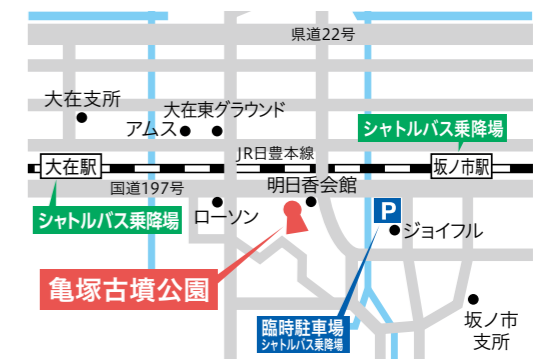 県道22号
大在支所
大在東グラウンド
アムス
シャトルバス乗降場
JR日豊本線
大在駅
坂ノ市駅
国道197号
明日香会館
シャトルバス乗降場
ローソン
P
ジョイフル
亀塚古墳公園
臨時駐車場
シャトルバス乗降場
坂ノ市
支所